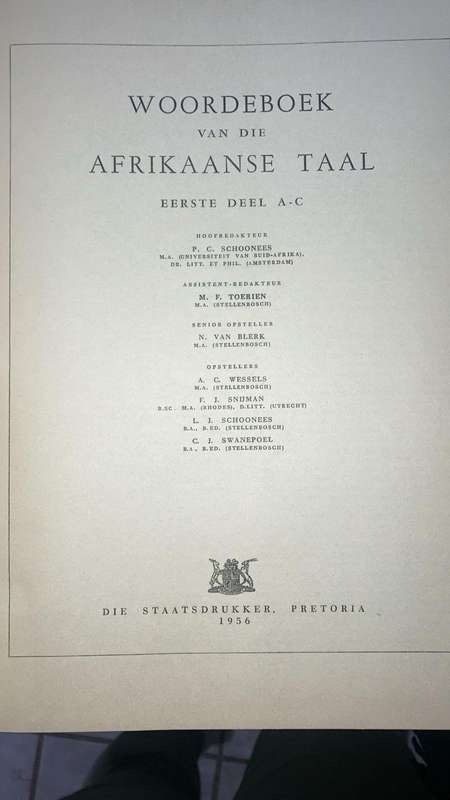 WOORDEBOEK
VAN DIE
AFRIKAANSE TAAL
EERSTE DEEL A-C
HOOFREDAKTEUR
P. C. SCHOONEES
M.A. (UNIVERSITEIT VAN SUID-AFRIKA),
DR. LITT. ET PHIL. (AMSTERDAM)
ASSISTENT-REDAKTEUR
M. F. TOERIEN
M.A. (STELLENBOSCH)
SENIOR OPSTELLER
N. VAN BLERK
M.A. (STELLENBOSCH)
OPSTELLERS
A. C. WESSELS
M.A. (STELLENBOSCH)
F. J. SNIJMAN
B.SC. M.A. (RHODES), D.LITT. (UTRECHT)
L. J. SCHOONEES
B.A., B.ED. (STELLENBOSCH)
C. J. SWANEPOEL
B.A., B.ED. (STELLENBOSCH)
DIE STAATSDRUKKER, PRETORIA
1956